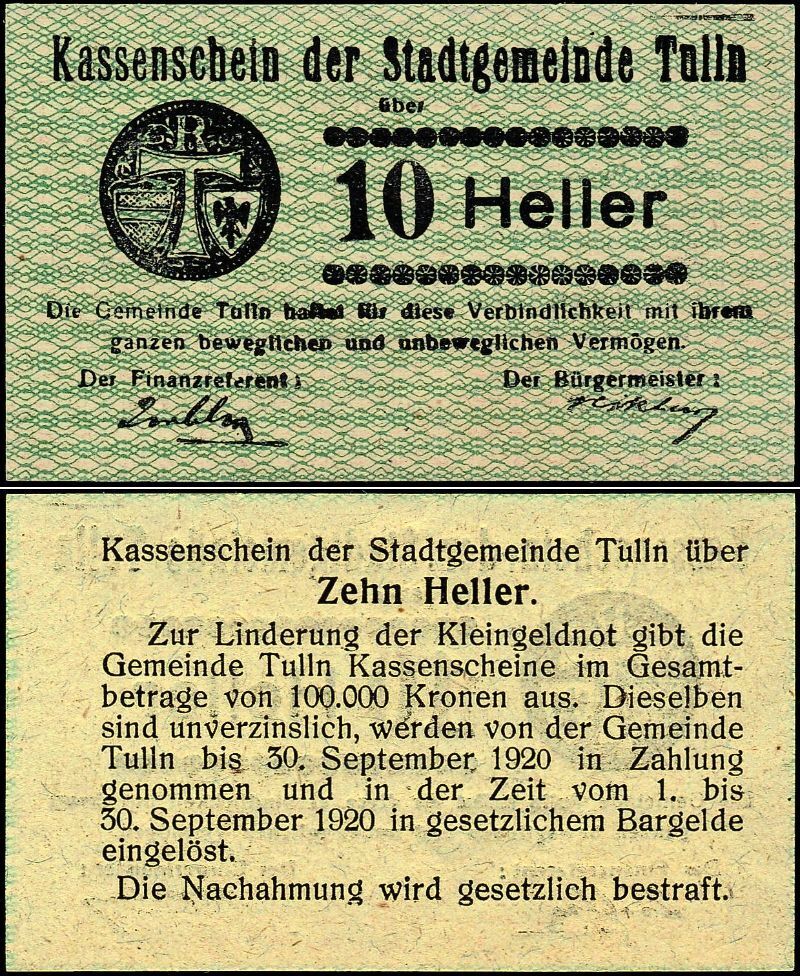 Kassenschein der Stadtgemeinde Tulln
über
R
T
10 Heller
Die Gemeinde Tulln haftet für diese Verbindlichkeit mit ihrem
ganzen beweglichen und unbeweglichen Vermögen.
Der Finanzreferent: Der Bürgermeister:
Kassenschein der Stadtgemeinde Tulln über
Zehn Heller.
Zur Linderung der Kleingeldnot gibt die
Gemeinde Tulln Kassenscheine im Gesamt-
betrage von 100.000 Kronen aus. Dieselben
sind unverzinslich, werden von der Gemeinde
Tulln bis 30. September 1920 in Zahlung
genommen und in der Zeit vom 1. bis
30. September 1920 in gesetzlichem Bargelde
eingelöst.
Die Nachahmung wird gesetzlich bestraft.